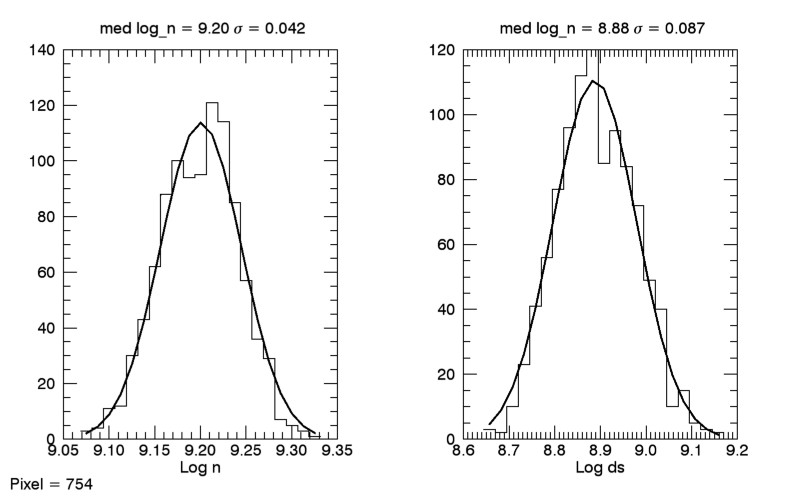 med log_n = 9.20 σ = 0.042
140
120
100
80
60
40
20
0
9.05 9.10 9.15 9.20 9.25 9.30 9.35
Log n
med log_n = 8.88 σ = 0.087
120
100
80
60
40
20
0
8.6 8.7 8.8 8.9 9.0 9.1 9.2
Log ds
Pixel = 754